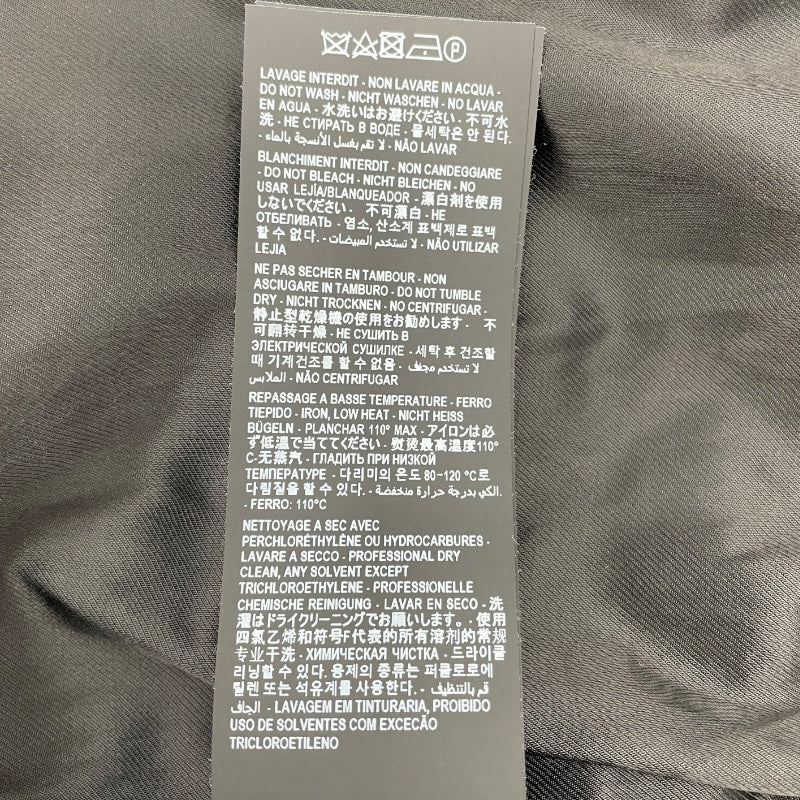 P
LAVAGE INTERDIT - NON LAVARE IN ACQUA -
DO NOT WASH - NICHT WASCHEN - NO LAVAR
EN AGUA - 水洗いはお避けください - 不可水
洗 - НЕ СТИРАТЬ В ВОДЕ - 물세탁은 안 된다.
- لا تقم بغسل الأنسجة بالماء - NÃO LAVAR
BLANCHIMENT INTERDIT - NON CANDEGGIARE
- DO NOT BLEACH - NICHT BLEICHEN - NO
USAR LEJÍA/BLANQUEADOR - 漂白剤を使用
しないでください - 不可漂白 - НЕ
ОТБЕЛИВАТЬ - 염소, 산소계 표백제로 표백
할 수 없다. - لا تستخدم المبيضات - NÃO UTILIZAR
LEJIA
NE PAS SECHER EN TAMBOUR - NON
ASCIUGARE IN TAMBURO - DO NOT TUMBLE
DRY - NICHT TROCKNEN - NO CENTRIFUGAR -
静止型乾燥機の使用をお勧めします - 不
可翻转干燥 - НЕ СУШИТЬ В
ЭЛЕКТРИЧЕСКОЙ СУШИЛКЕ - 세탁 후 건조할
때 기계건조를 할 수 없음 - لا تستخدم مجفف
الملابس - NÃO CENTRIFUGAR
REPASSAGE A BASSE TEMPERATURE - FERRO
TIEPIDO - IRON, LOW HEAT - NICHT HEISS
BÜGELN - PLANCHAR 110° MAX - アイロンは必
ず低温で当ててください - 熨烫最高温度110°
C-无蒸汽 - ГЛАДИТЬ ПРИ НИЗКОЙ
ТЕМПЕРАТУРЕ - 다리미의 온도 80~120 °C로
다림질을 할 수 있다. - الكي بدرجة حرارة منخفضة.
- FERRO: 110°C
NETTOYAGE A SEC AVEC
PERCHLORÉTHYLÈNE OU HYDROCARBURES -
LAVARE A SECCO - PROFESSIONAL DRY
CLEAN, ANY SOLVENT EXCEPT
TRICHLOROETHYLENE - PROFESSIONELLE
CHEMISCHE REINIGUNG - LAVAR EN SECO - 洗
濯はドライクリーニングでお願いします。 - 使用
四氯乙烯和符号F代表的所有溶剂的常规
专业干洗 - ХИМИЧЕСКАЯ ЧИСТКА - 드라이클
리닝할 수 있다. 용제의 종류는 퍼클로로에
틸렌 또는 석유계를 사용한다. - قم بالتنظيف
الجاف - LAVAGEM EM TINTURARIA, PROIBIDO
USO DE SOLVENTES COM EXCECÃO
TRICLOROETILENO